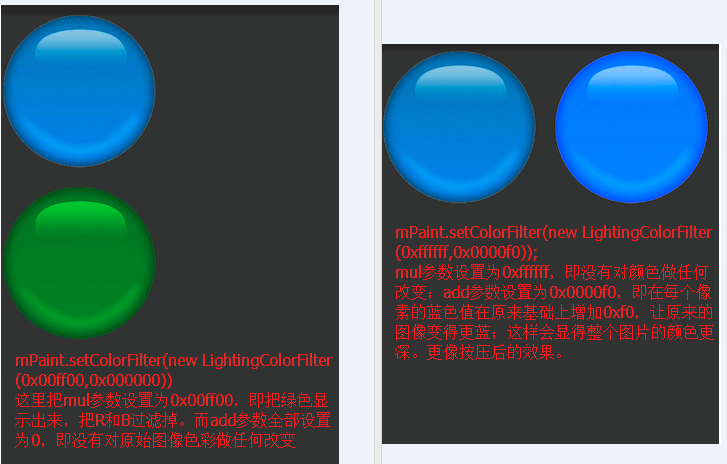 mPaint.setColorFilter(new LightingColorFilter
(0x00ff00,0x000000))
这里把mul参数设置为0x00ff00，即把绿色显
示出来，把R和B过滤掉。而add参数全部设置
为0，即没有对原始图像色彩做任何改变
mPaint.setColorFilter(new LightingColorFilter
(0xffffff,0x0000f0));
mul参数设置为0xffffff，即没有对颜色做任何
改变；add参数设置为0x0000f0，即在每个像
素的蓝色值在原来基础上增加0xf0，让原来的
图像变得更蓝；这样会显得整个图片的颜色更
深。更像按压后的效果。